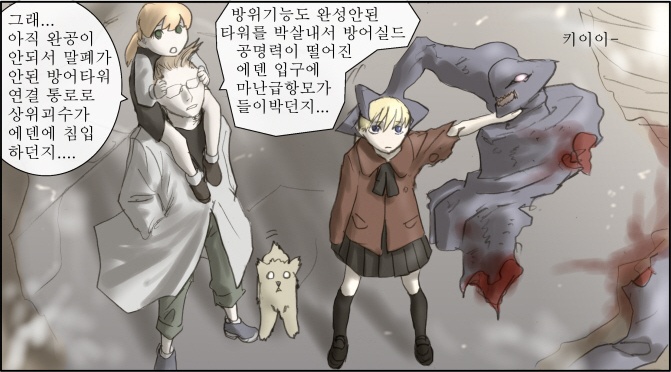 그래...
아직 완공이
안되서 말폐가
안된 방어타워
연결 통로로
상위괴수가
에덴에 침입
하던지....
방위기능도 완성안된
타워를 박살내서 방어실드
공명력이 떨어진
에덴 입구에
마난급항모가
들이박던지...
키이이-